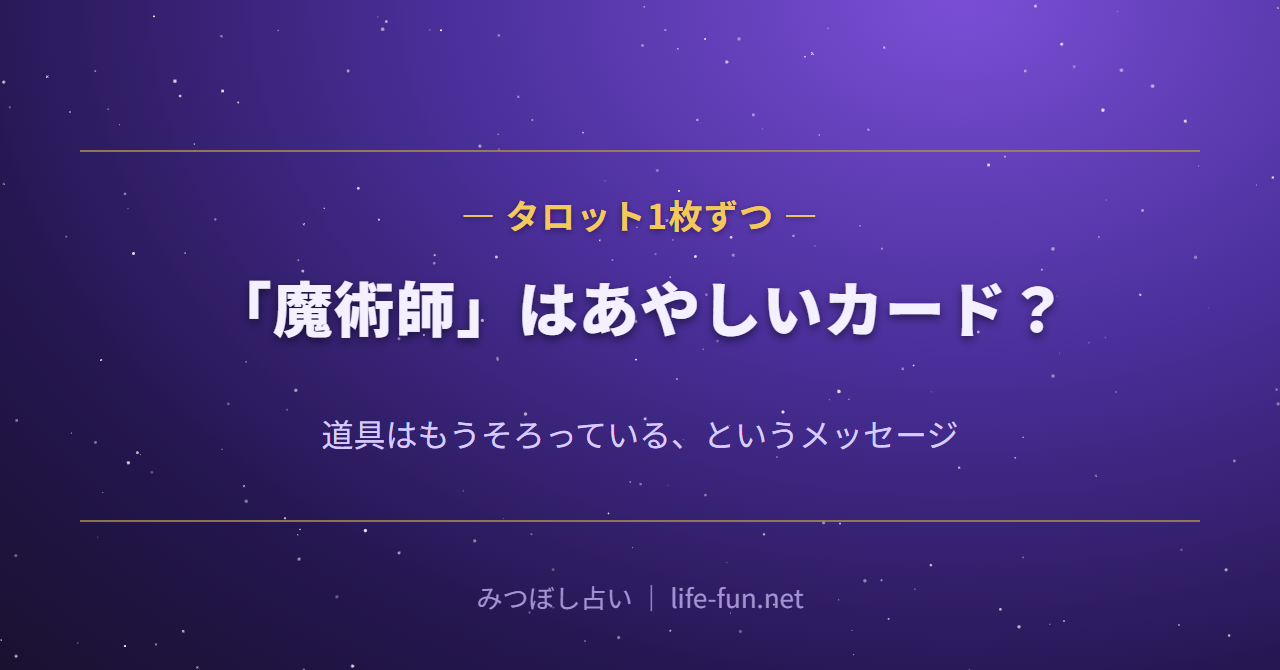 — タロット1枚ずつ —
「魔術師」はあやしいカード？
道具はもうそろっている、というメッセージ
みつぼし占い ｜ life-fun.net